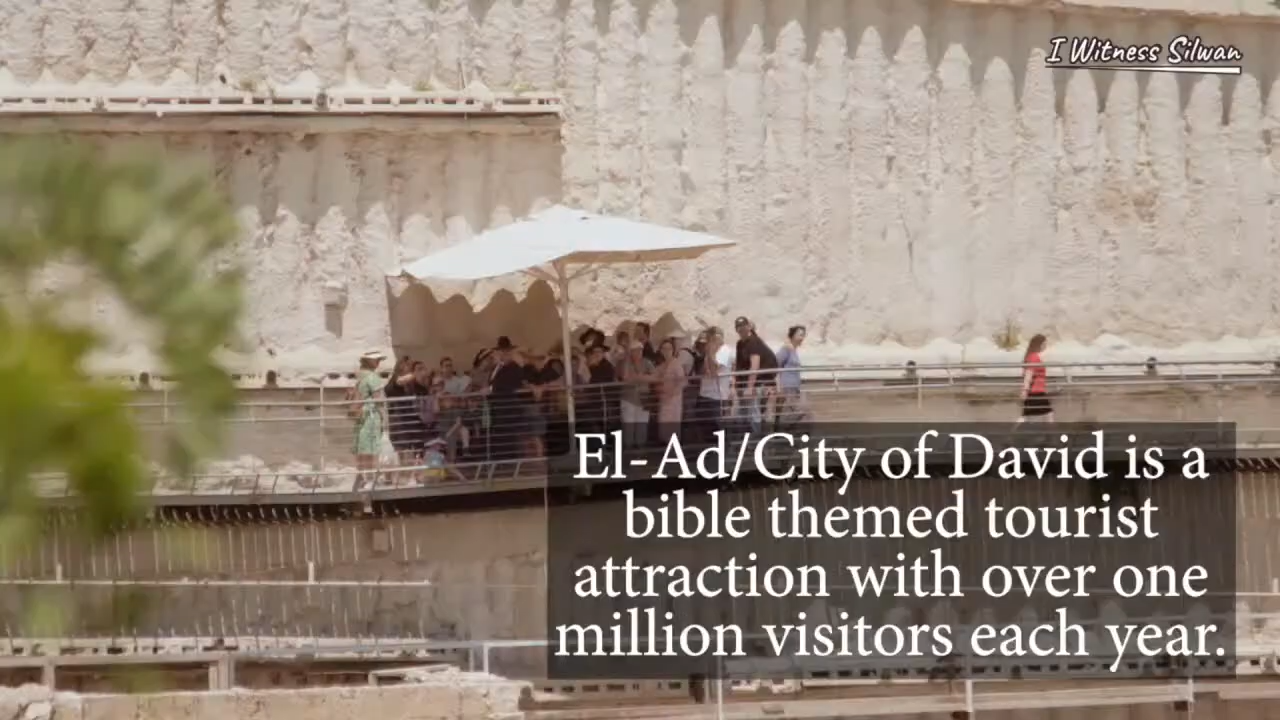 I Witness Silwan
El-Ad/City of David is a
bible themed tourist
attraction with over one
million visitors each year.